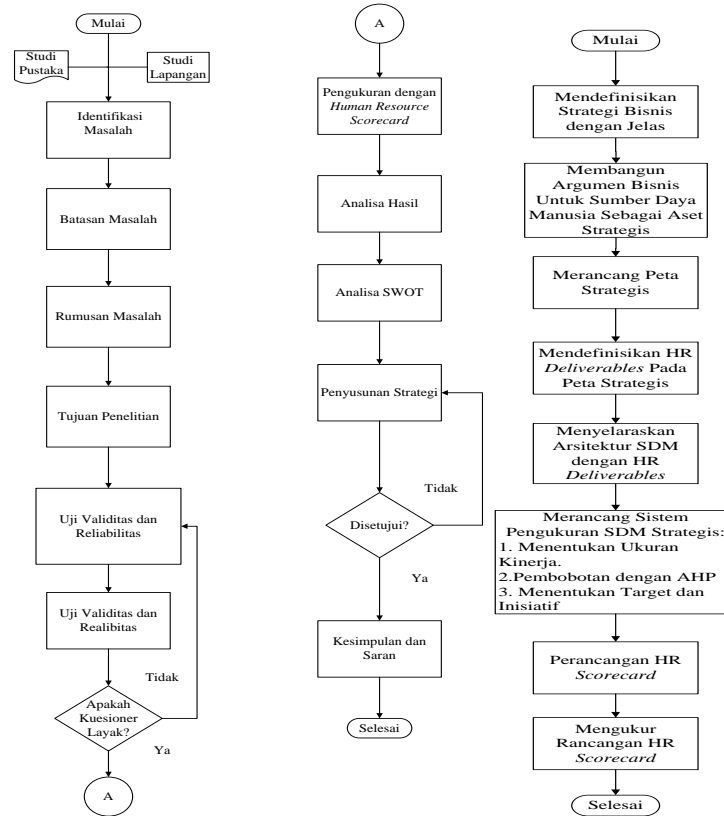 Mulai
Studi
Pustaka
Studi
Lapangan
Identifikasi
Masalah
Batasan Masalah
Rumusan Masalah
Tujuan Penelitian
Uji Validitas dan
Reliabilitas
Uji Validitas dan
Realibitas
Tidak
Apakah
Kuesioner
Layak?
Ya
A
A
Pengukuran dengan
Human Resource
Scorecard
Analisa Hasil
Analisa SWOT
Penyusunan Strategi
Tidak
Disetujui?
Ya
Kesimpulan dan
Saran
Selesai
Mulai
Mendefinisikan
Strategi Bisnis
dengan Jelas
Membangun
Argumen Bisnis
Untuk Sumber Daya
Manusia Sebagai Aset
Strategis
Merancang Peta
Strategis
Mendefinisikan HR
Deliverables Pada
Peta Strategis
Menyelaraskan
Arsitektur SDM
dengan HR
Deliverables
Merancang Sistem
Pengukuran SDM Strategis:
1. Menentukan Ukuran
Kinerja.
2.Pembobotan dengan AHP
3. Menentukan Target dan
Inisiatif
Perancangan HR
Scorecard
Mengukur
Rancangan HR
Scorecard
Selesai